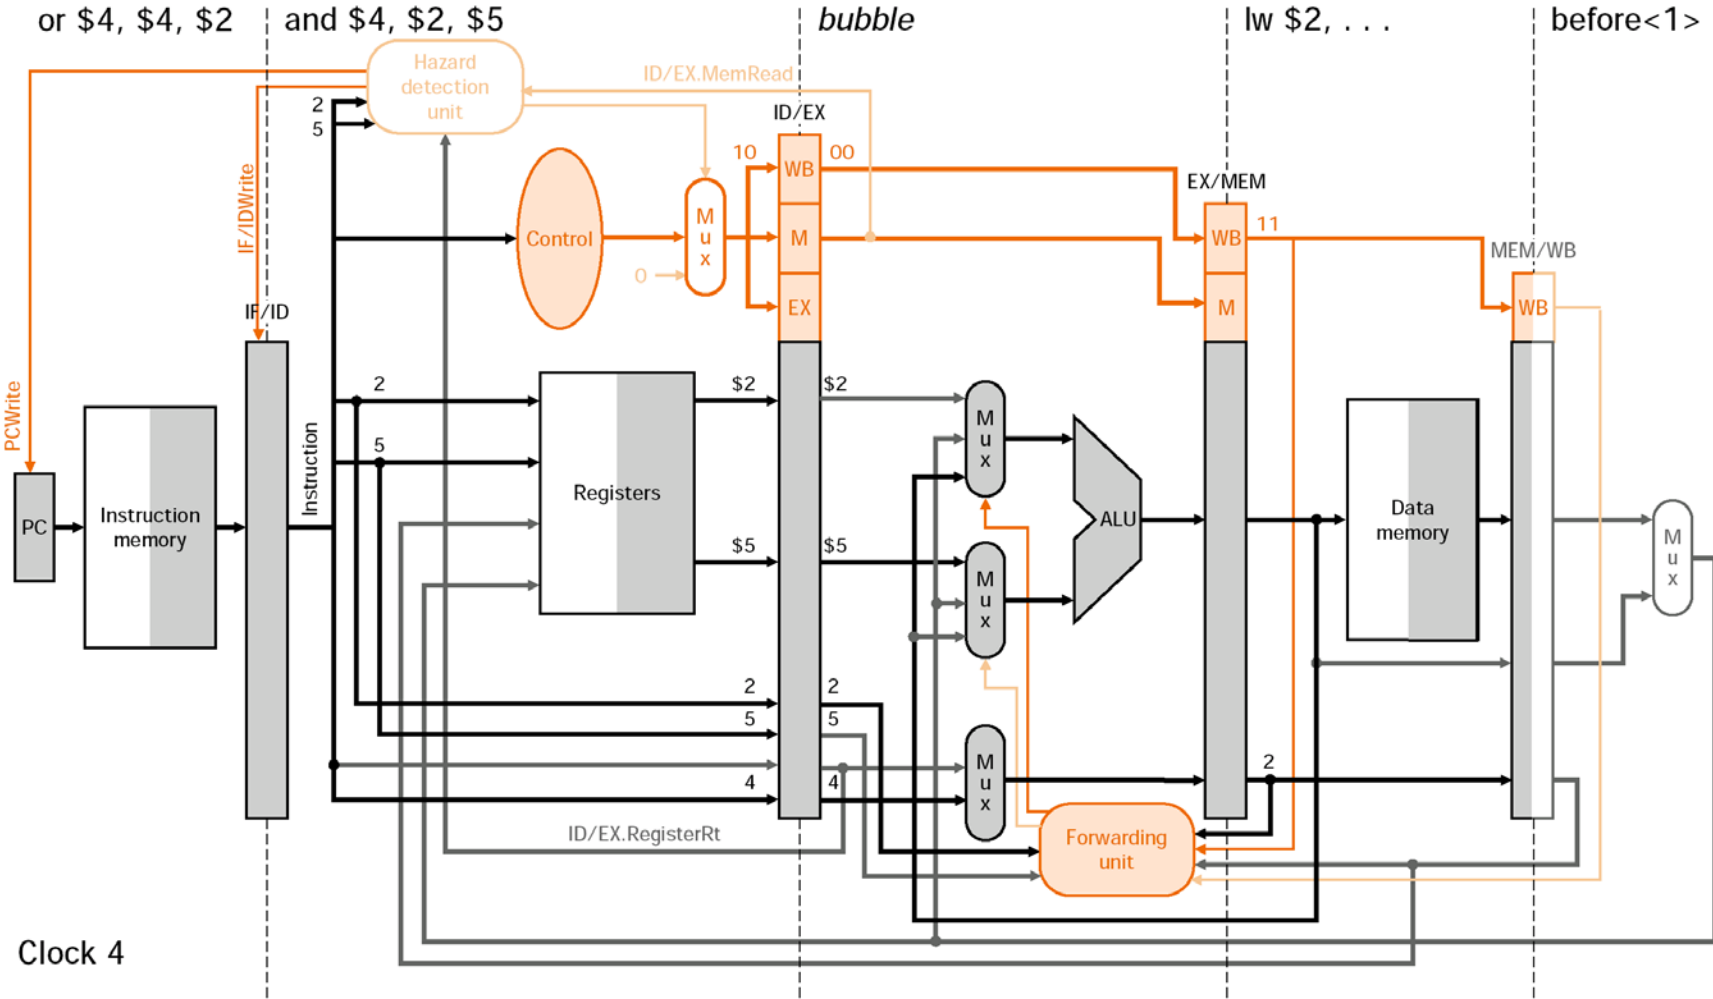 or $4, $4, $2
and $4, $2, $5
bubble
lw $2, . . .
before<1>
Hazard
detection
unit
ID/EX.MemRead
2
5
ID/EX
10
WB
00
EX/MEM
IF/IDWrite
M
u
x
Control
M
WB
11
MEM/WB
0
EX
M
WB
IF/ID
PCWrite
2
$2
$2
M
u
x
Instruction
5
Registers
PC
Instruction
memory
ALU
Data
memory
$5
$5
M
u
x
M
u
x
2
2
5
5
4
4
M
u
x
2
ID/EX.RegisterRt
Forwarding
unit
Clock 4